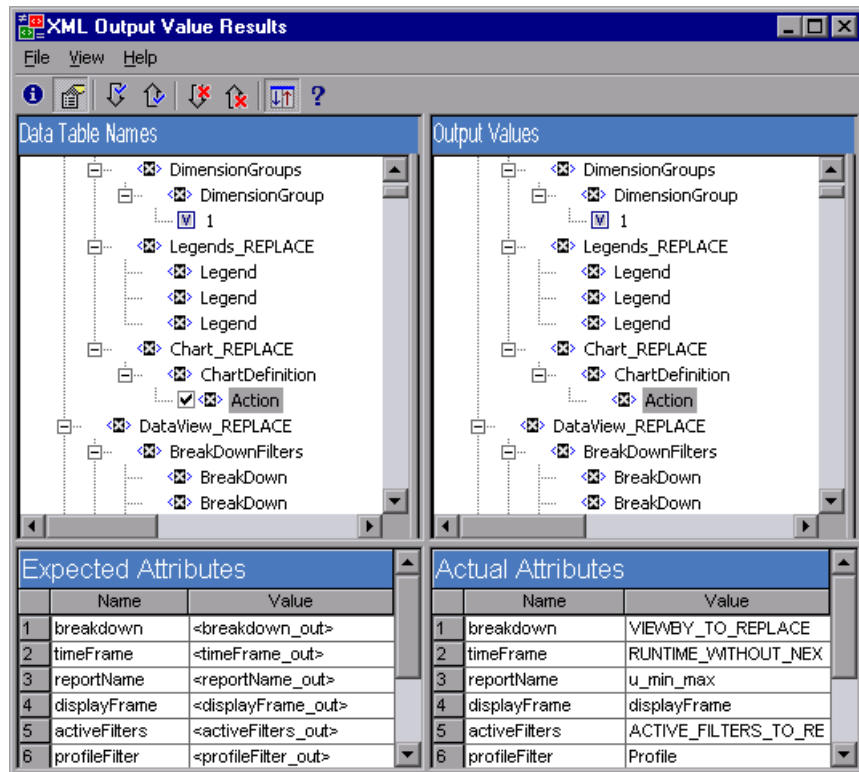 XML Output Value Results
File View Help
Data Table Names
DimensionGroups
DimensionGroup
1
Legends_REPLACE
Legend
Legend
Legend
Chart_REPLACE
ChartDefinition
Action
DataView_REPLACE
BreakDownFilters
BreakDown
BreakDown
Output Values
DimensionGroups
DimensionGroup
1
Legends_REPLACE
Legend
Legend
Legend
Chart_REPLACE
ChartDefinition
Action
DataView_REPLACE
BreakDownFilters
BreakDown
BreakDown
Expected Attributes
Name Value
1 breakdown <breakdown_out>
2 timeFrame <timeFrame_out>
3 reportName <reportName_out>
4 displayFrame <displayFrame_out>
5 activeFilters <activeFilters_out>
6 profileFilter <profileFilter_out>
Actual Attributes
Name Value
1 breakdown VIEWBY_TO_REPLACE
2 timeFrame RUNTIME_WITHOUT_NEX
3 reportName u_min_max
4 displayFrame displayFrame
5 activeFilters ACTIVE_FILTERS_TO_RE
6 profileFilter Profile